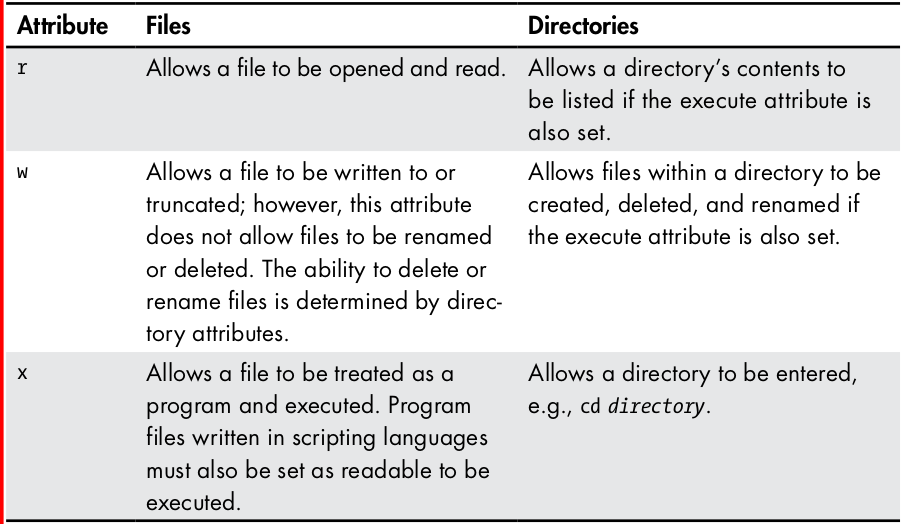 Attribute Files Directories
r Allows a file to be opened and read. Allows a directory’s contents to
be listed if the execute attribute is
also set.
w Allows a file to be written to or Allows files within a directory to be
truncated; however, this attribute created, deleted, and renamed if
does not allow files to be renamed the execute attribute is also set.
or deleted. The ability to delete or
rename files is determined by direc-
tory attributes.
x Allows a file to be treated as a Allows a directory to be entered,
program and executed. Program e.g., cd directory.
files written in scripting languages
must also be set as readable to be
executed.